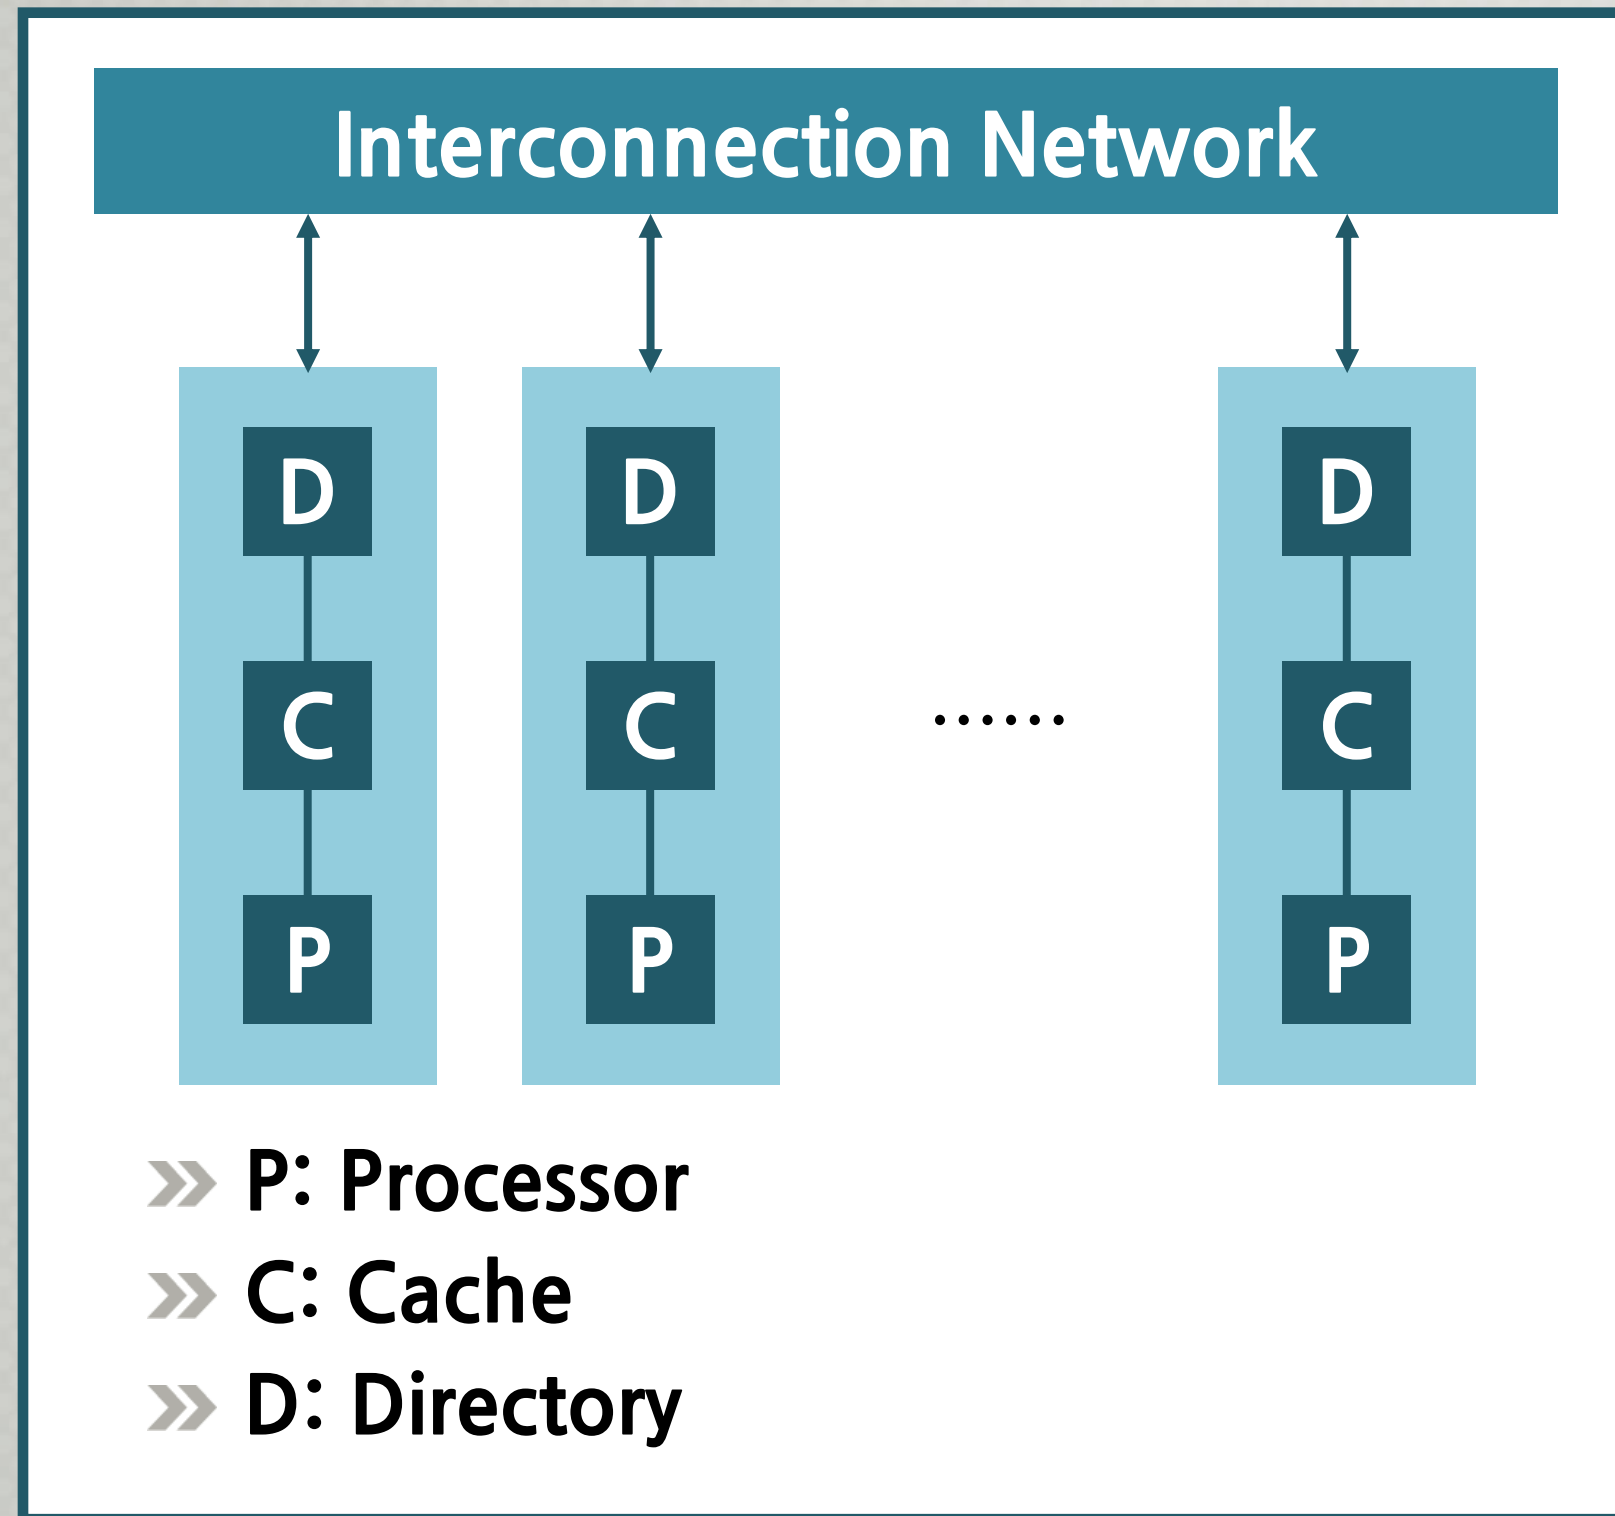 Interconnection Network
D D D
C C ······ C
P P P
P: Processor
C: Cache
D: Directory